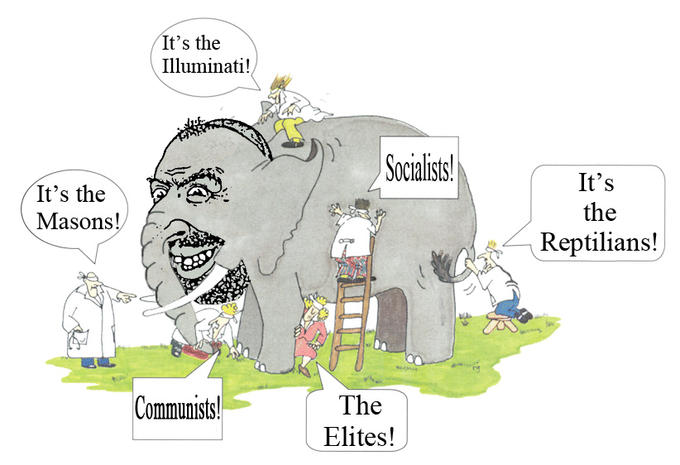 It's the
Illuminati!
Socialists!
It's
the
Reptilians!
It's the
Masons!
Communists!
The
Elites!